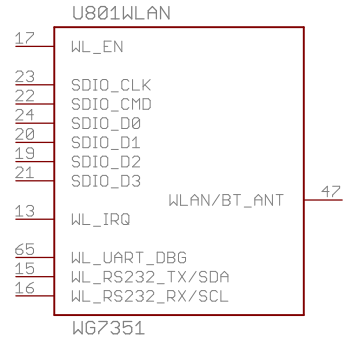 U801WLAN
17 WL_EN
23 SDIO_CLK
22 SDIO_CMD
24 SDIO_D0
20 SDIO_D1
19 SDIO_D2
21 SDIO_D3
WLAN/BT_ANT 47
13 WL_IRQ
65 WL_UART_DBG
15 WL_RS232_TX/SDA
16 WL_RS232_RX/SCL
WG7351